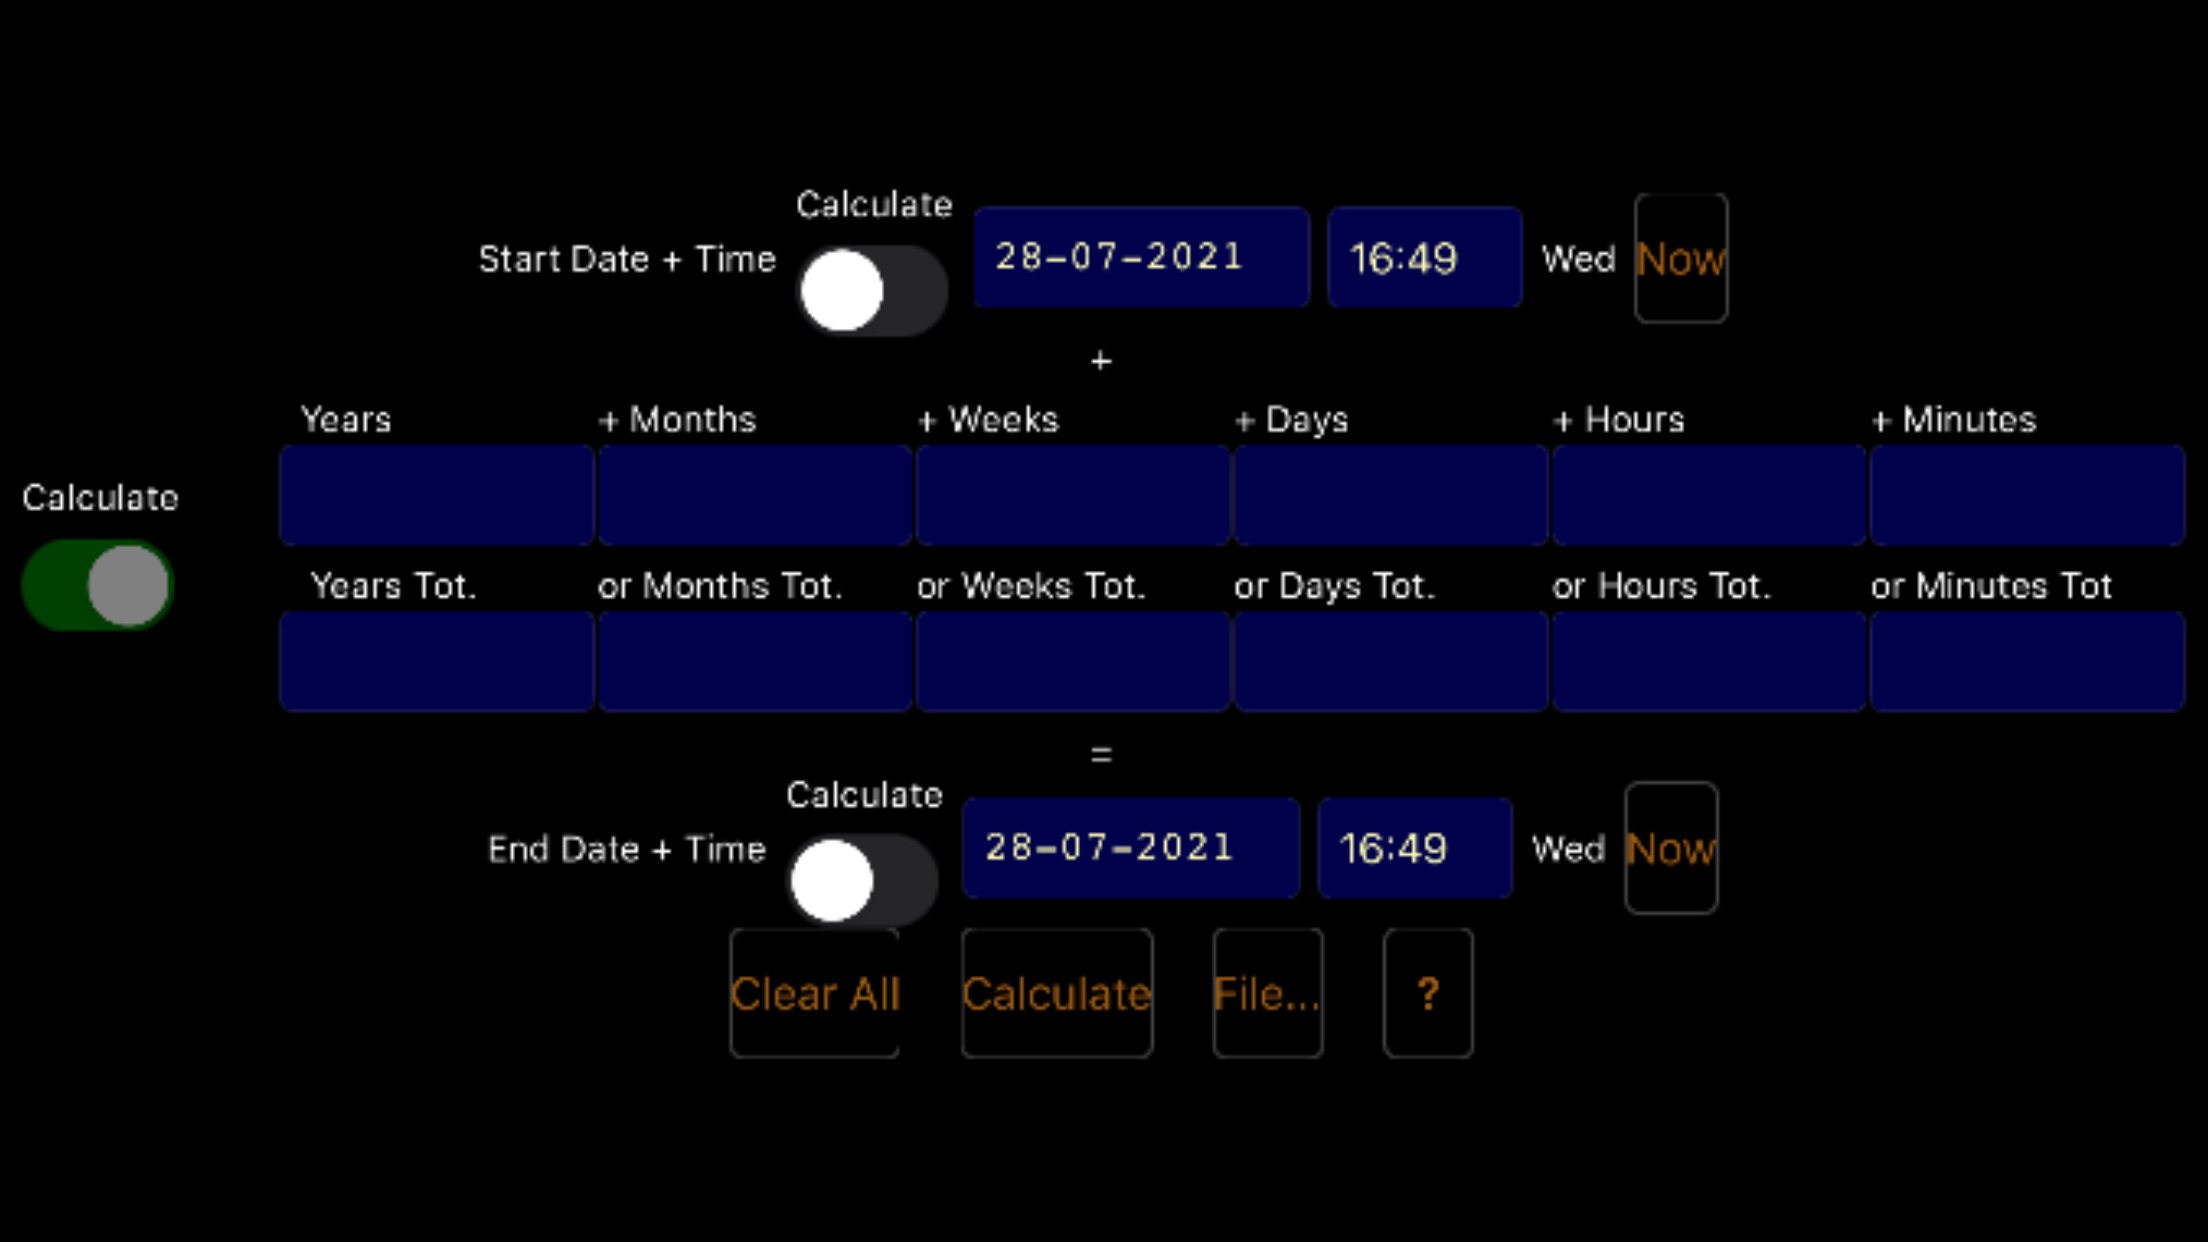 Calculate
Start Date + Time 28-07-2021 16:49 Wed Now
+
Years + Months + Weeks + Days + Hours + Minutes
Calculate
Years Tot. or Months Tot. or Weeks Tot. or Days Tot. or Hours Tot. or Minutes Tot
=
Calculate
End Date + Time 28-07-2021 16:49 Wed Now
Clear All Calculate File... ?